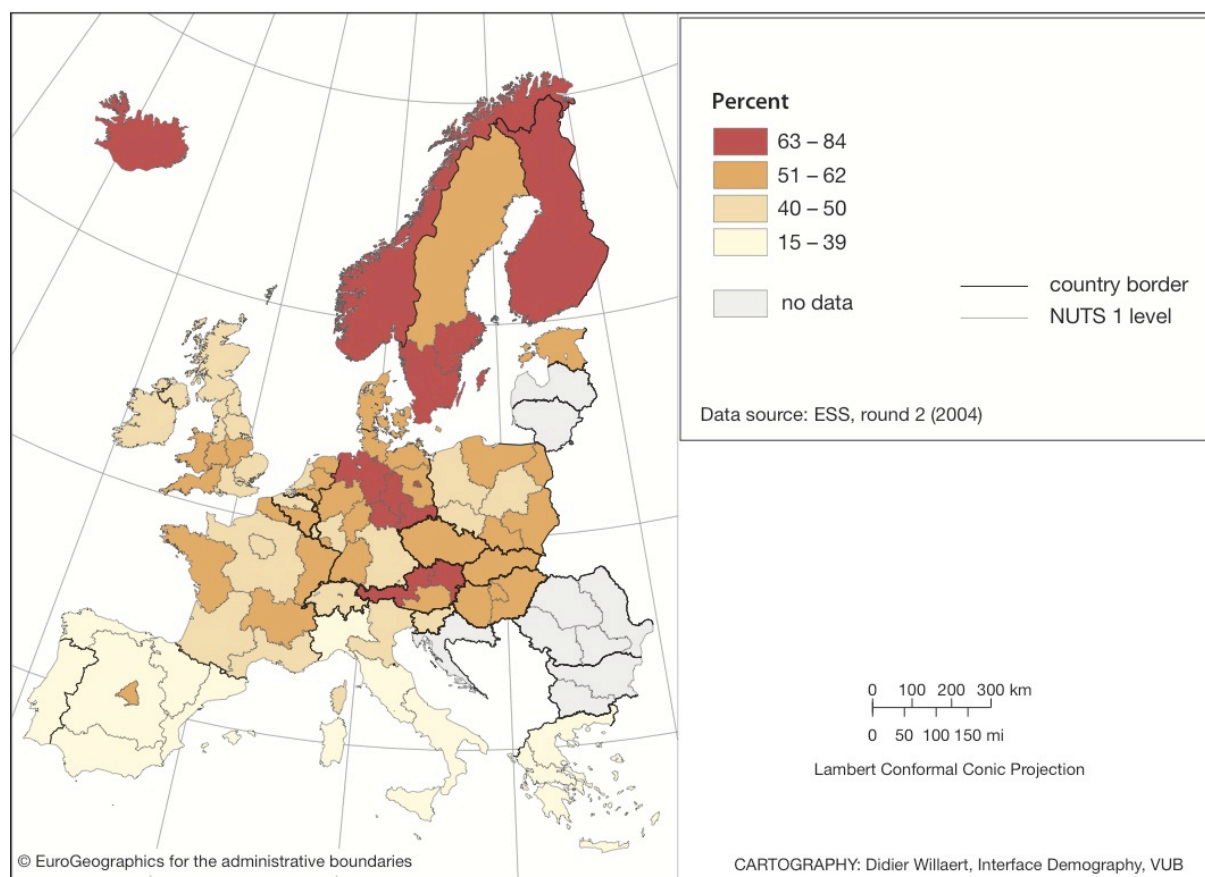 Percent
63 – 84
51 – 62
40 – 50
15 – 39
no data
country border
NUTS 1 level
Data source: ESS, round 2 (2004)
0 100 200 300 km
0 50 100 150 mi
Lambert Conformal Conic Projection
© EuroGeographics for the administrative boundaries
CARTOGRAPHY: Didier Willaert, Interface Demography, VUB